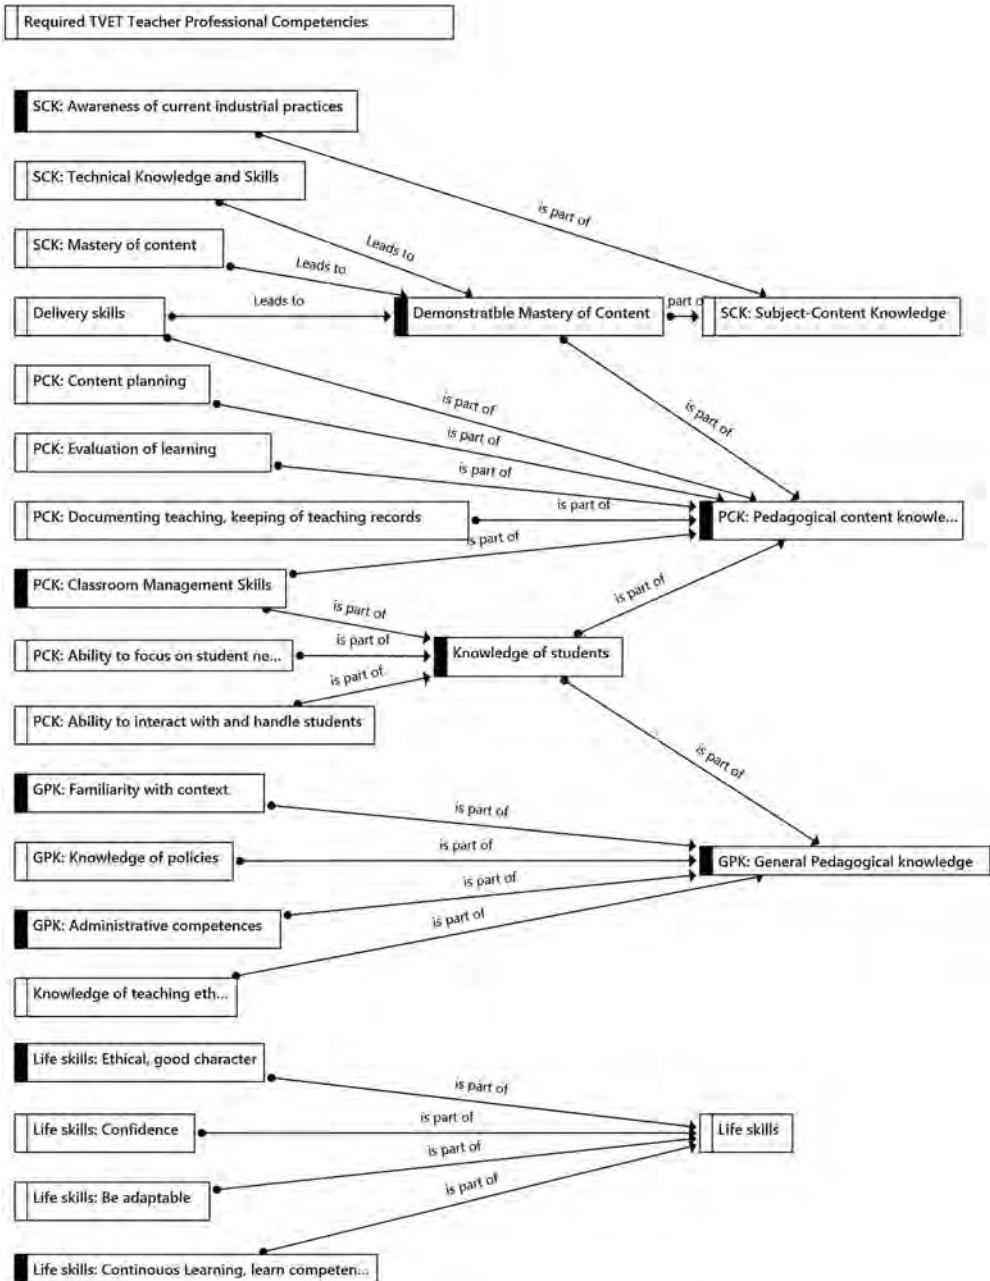 Required TVET Teacher Professional Competencies
SCK: Awareness of current industrial practices
SCK: Technical Knowledge and Skills
is part of
Leads to
SCK: Mastery of content
Leads to
Delivery skills
Leads to
Demonstratble Mastery of Content
part o
SCK: Subject-Content Knowledge
PCK: Content planning
is part of
is part of
is part of
PCK: Evaluation of learning
is part of
PCK: Documenting teaching, keeping of teaching records
is part of
PCK: Pedagogical content knowle...
is part of
PCK: Classroom Management Skills
is part of
is part of
PCK: Ability to focus on student ne...
is part of
Knowledge of students
is part of
PCK: Ability to interact with and handle students
is part of
GPK: Familiarity with context
is part of
GPK: Knowledge of policies
is part of
GPK: General Pedagogical knowledge
is part of
GPK: Administrative competences
is part of
Knowledge of teaching eth...
Life skills: Ethical, good character
is part of
Life skills: Confidence
is part of
Life skills
is part of
Life skills: Be adaptable
is part of
Life skills: Continouos Learning, learn competen...